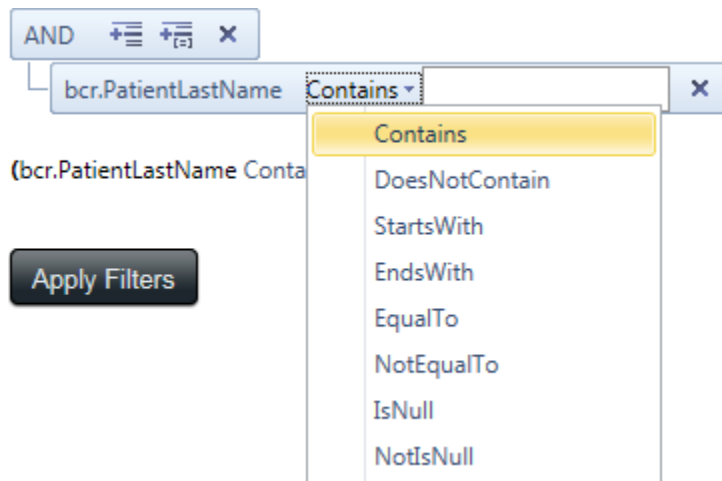 AND
bcr.PatientLastName Contains
Contains
(bcr.PatientLastName Conta
DoesNotContain
StartsWith
EndsWith
Apply Filters
EqualTo
NotEqualTo
IsNull
NotIsNull